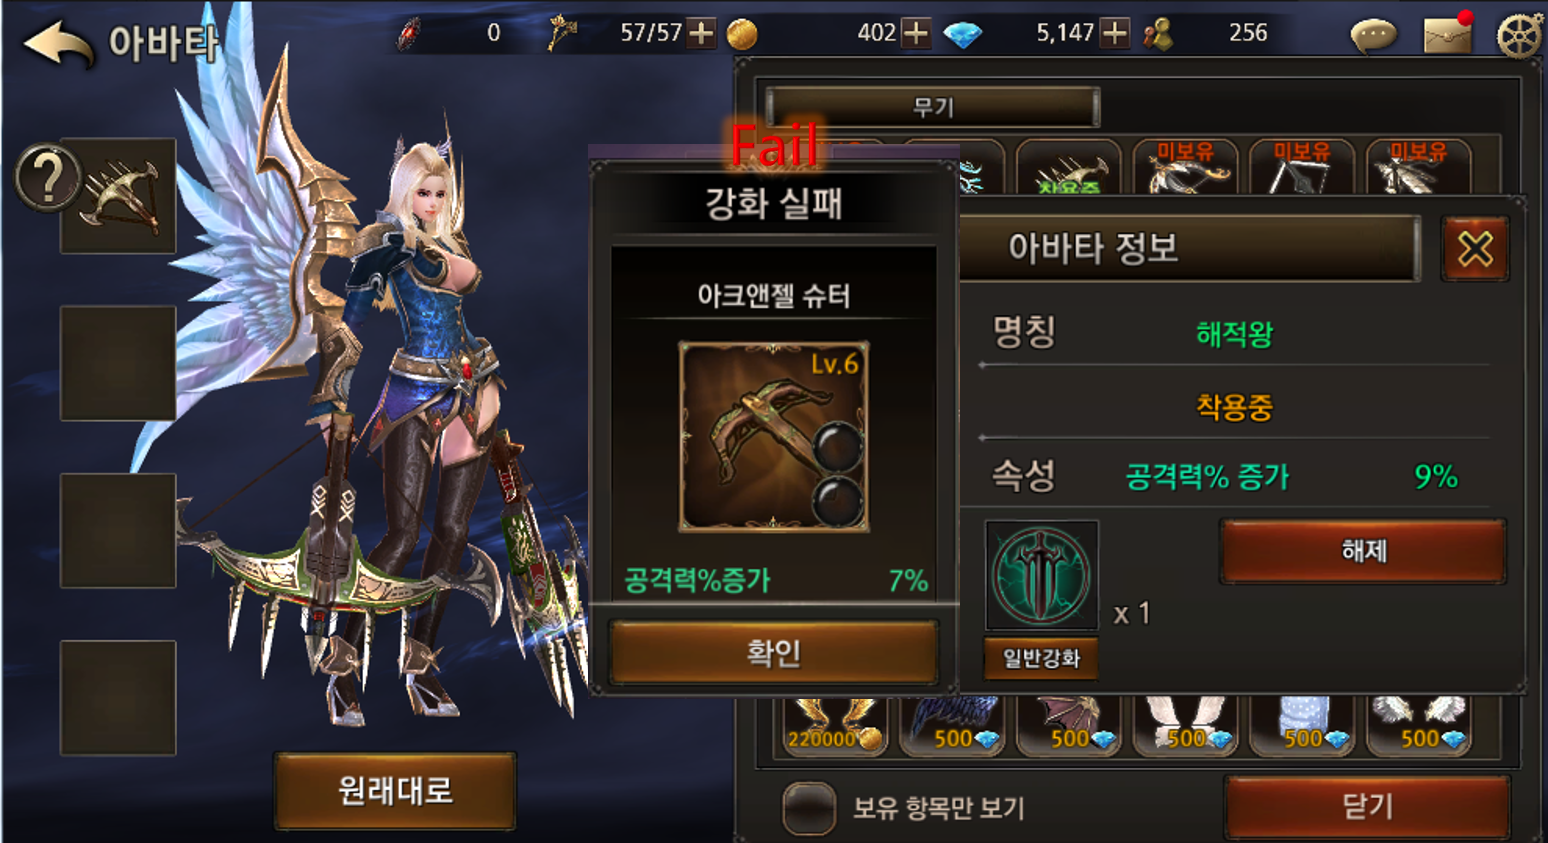 아바타
0
57/57
402
5,147
256
무기
미보유
미보유
미보유
착용중
Fail
강화 실패
아크앤젤 슈터
Lv.6
공격력%증가 7%
확인
아바타 정보
명칭 해적왕
착용중
속성 공격력% 증가 9%
해제
x 1
일반강화
220000
500
500
500
500
500
원래대로
보유 항목만 보기
닫기